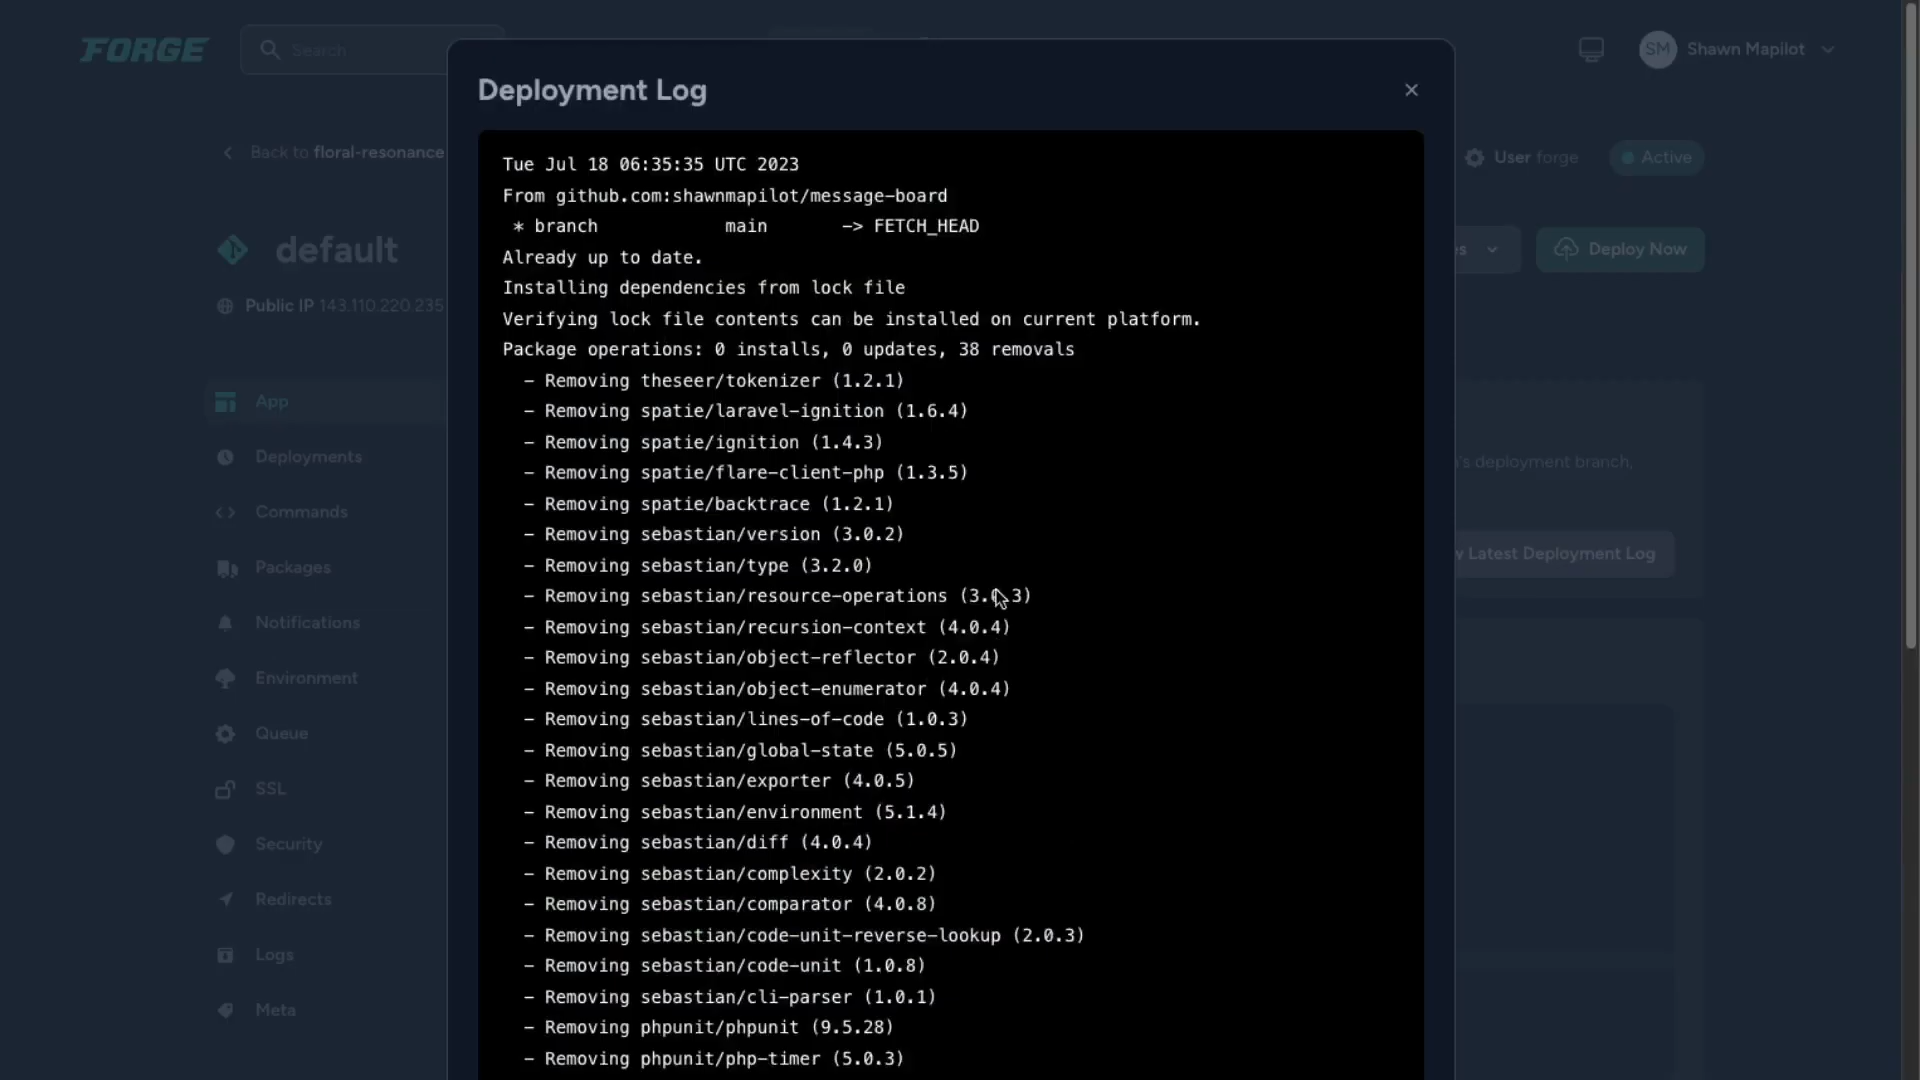 FORGE
Search
SM Shawn Mapilot
Deployment Log
Back to floral-resonance
User forge
Active
default
Deploy Now
Public IP 143.110.220.235
App
Deployments
Commands
Packages
Notifications
Environment
Queue
SSL
Security
Redirects
Logs
Meta
Tue Jul 18 06:35:35 UTC 2023
From github.com:shawnmapilot/message-board
* branch main -> FETCH_HEAD
Already up to date.
Installing dependencies from lock file
Verifying lock file contents can be installed on current platform.
Package operations: 0 installs, 0 updates, 38 removals
- Removing theseer/tokenizer (1.2.1)
- Removing spatie/laravel-ignition (1.6.4)
- Removing spatie/ignition (1.4.3)
- Removing spatie/flare-client-php (1.3.5)
- Removing spatie/backtrace (1.2.1)
- Removing sebastian/version (3.0.2)
- Removing sebastian/type (3.2.0)
- Removing sebastian/resource-operations (3.0.3)
- Removing sebastian/recursion-context (4.0.4)
- Removing sebastian/object-reflector (2.0.4)
- Removing sebastian/object-enumerator (4.0.4)
- Removing sebastian/lines-of-code (1.0.3)
- Removing sebastian/global-state (5.0.5)
- Removing sebastian/exporter (4.0.5)
- Removing sebastian/environment (5.1.4)
- Removing sebastian/diff (4.0.4)
- Removing sebastian/complexity (2.0.2)
- Removing sebastian/comparator (4.0.8)
- Removing sebastian/code-unit-reverse-lookup (2.0.3)
- Removing sebastian/code-unit (1.0.8)
- Removing sebastian/cli-parser (1.0.1)
- Removing phpunit/phpunit (9.5.28)
- Removing phpunit/php-timer (5.0.3)
's deployment branch,
Latest Deployment Log